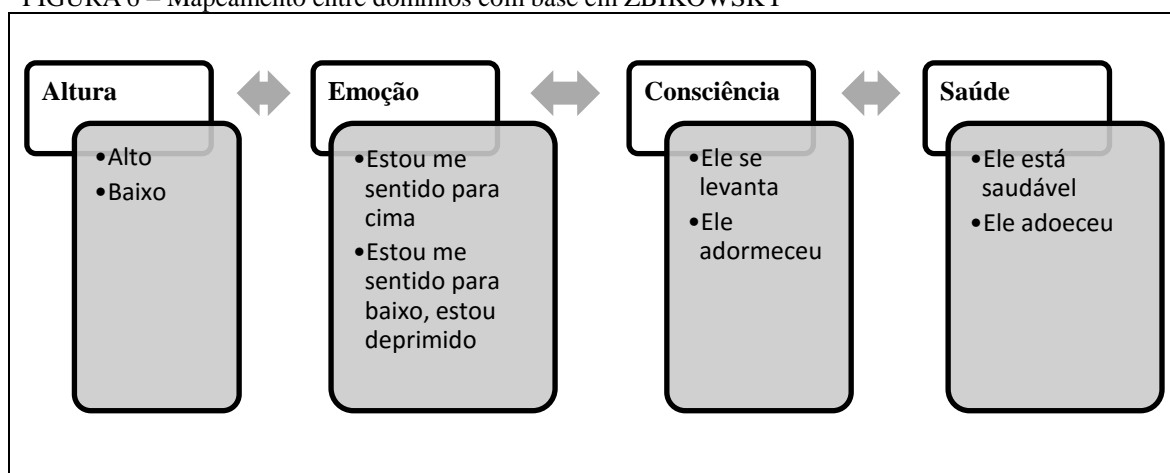 FIGURA 6 – Mapeamento entre domínios com base em ZBIKOWSKY
Altura
•Alto
•Baixo
Emoção
•Estou me
sentido para
cima
•Estou me
sentido para
baixo, estou
deprimido
Consciência
•Ele se
levanta
•Ele
adormeceu
Saúde
•Ele está
saudável
•Ele adoeceu